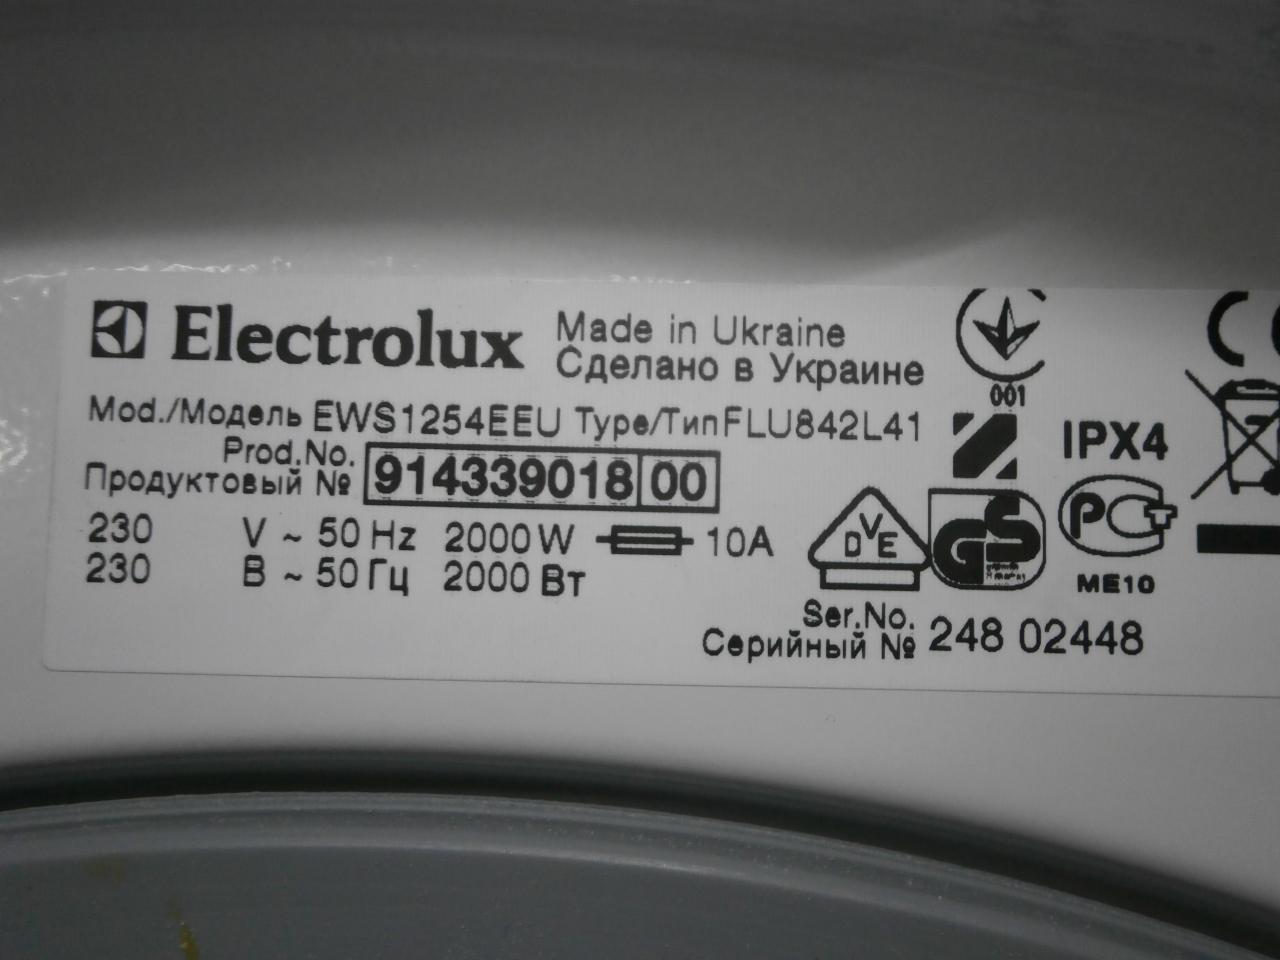 Electrolux
Made in Ukraine
Сделано в Украине
001
Mod./Модель EWS1254EEU Type/Тип FLU842L41
Prod.No.
Продуктовый № 914339018 00
IPX4
230 V ~ 50 Hz 2000 W 10A
230 В ~ 50 Гц 2000 Вт
DVE
GS
РСТ
ME10
Ser.No.
Серийный № 248 02448